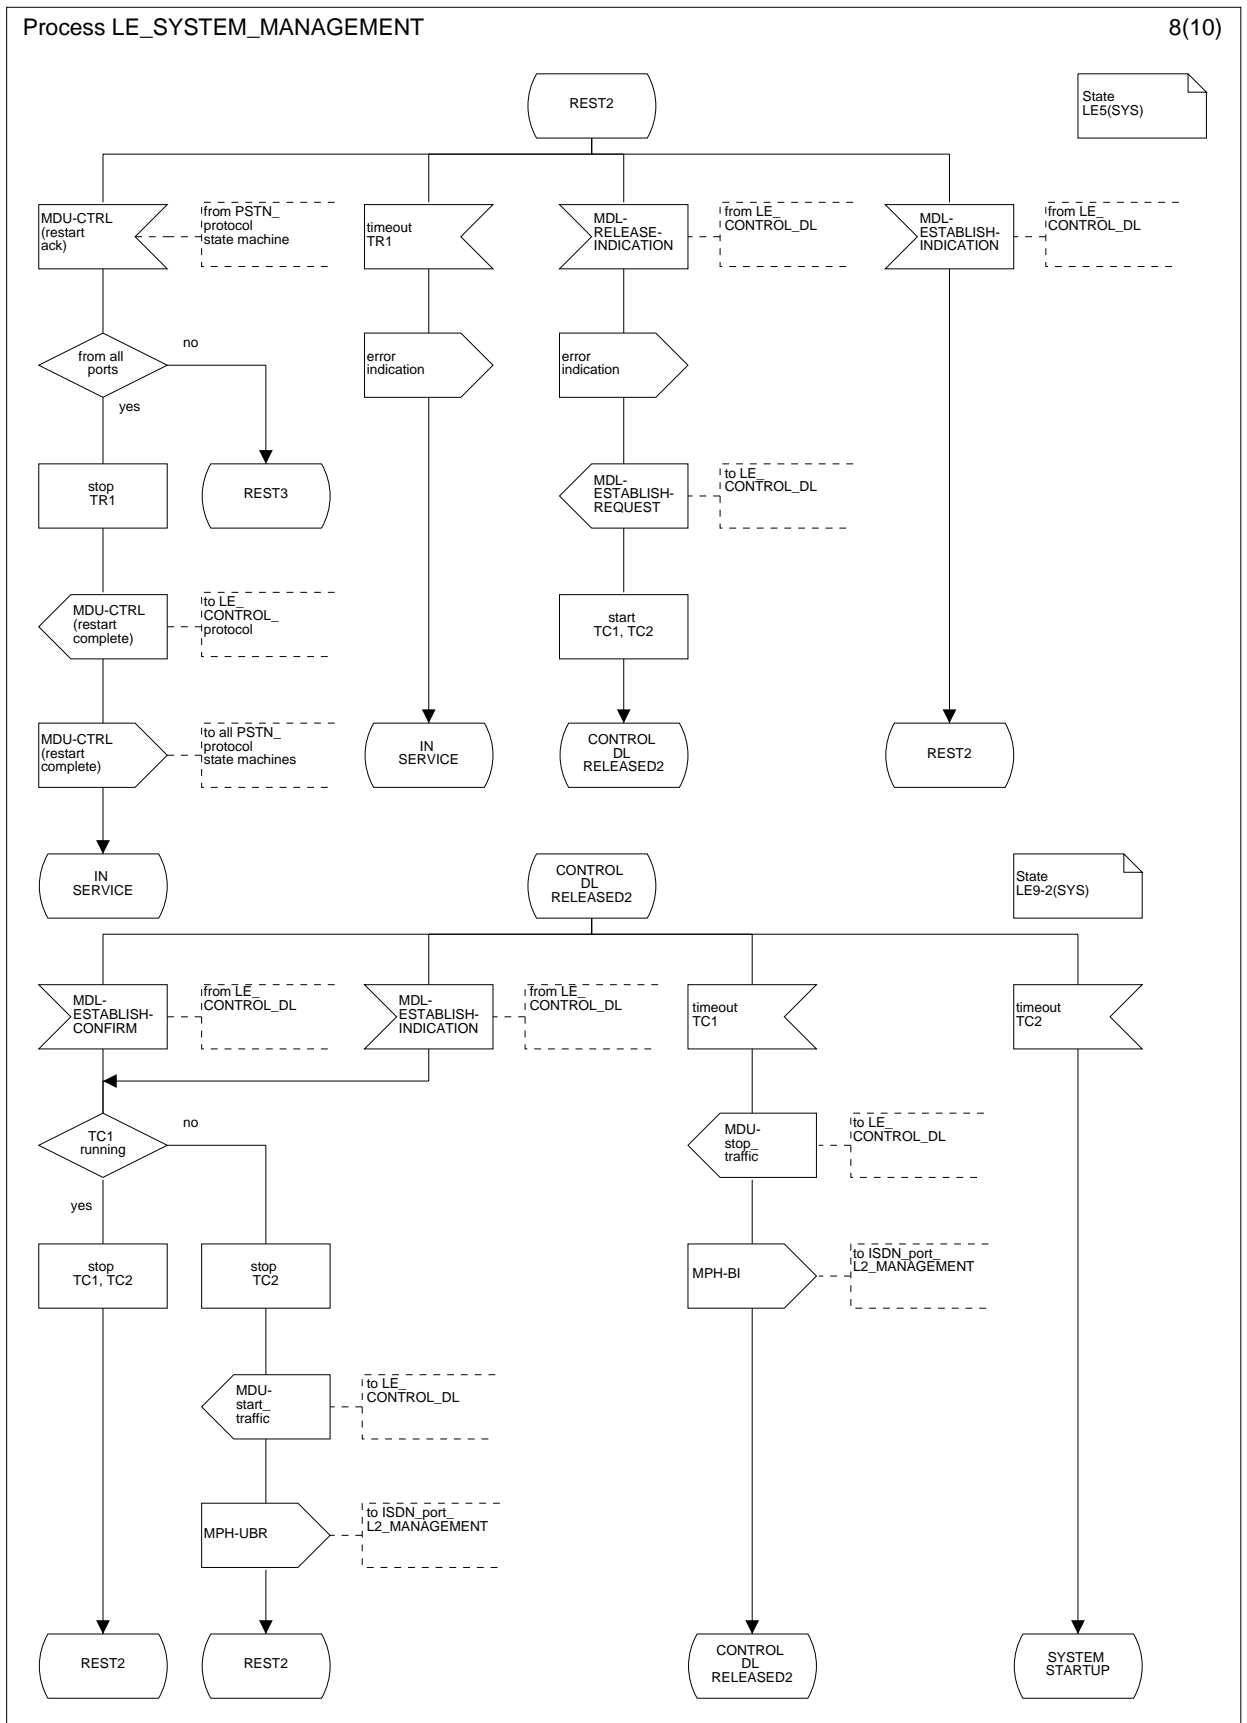 Process LE_SYSTEM_MANAGEMENT
8(10)
REST2
State
LE5(SYS)
MDU-CTRL
(restart
ack)
from PSTN_
protocol
state machine
timeout
TR1
MDL-
RELEASE-
INDICATION
from LE_
CONTROL_DL
MDL-
ESTABLISH-
INDICATION
from LE_
CONTROL_DL
from all
ports
no
yes
error
indication
error
indication
stop
TR1
REST3
MDL-
ESTABLISH-
REQUEST
to LE_
CONTROL_DL
MDU-CTRL
(restart
complete)
to LE_
CONTROL_
protocol
start
TC1, TC2
MDU-CTRL
(restart
complete)
to all PSTN_
protocol
state machines
IN
SERVICE
CONTROL
DL
RELEASED2
REST2
IN
SERVICE
CONTROL
DL
RELEASED2
State
LE9-2(SYS)
MDL-
ESTABLISH-
CONFIRM
from LE_
CONTROL_DL
MDL-
ESTABLISH-
INDICATION
from LE_
CONTROL_DL
timeout
TC1
timeout
TC2
TC1
running
no
yes
MDU-
stop_
traffic
to LE_
CONTROL_DL
stop
TC1, TC2
stop
TC2
MPH-BI
to ISDN_port_
L2_MANAGEMENT
MDU-
start_
traffic
to LE_
CONTROL_DL
MPH-UBR
to ISDN_port_
L2_MANAGEMENT
REST2
REST2
CONTROL
DL
RELEASED2
SYSTEM
STARTUP